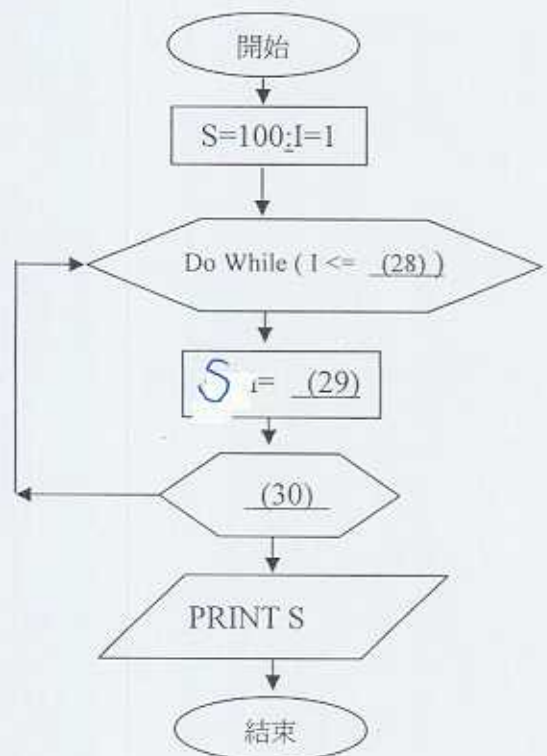 開始
S=100:I=1
Do While ( I <= (28) )
S = (29)
(30)
PRINT S
結束